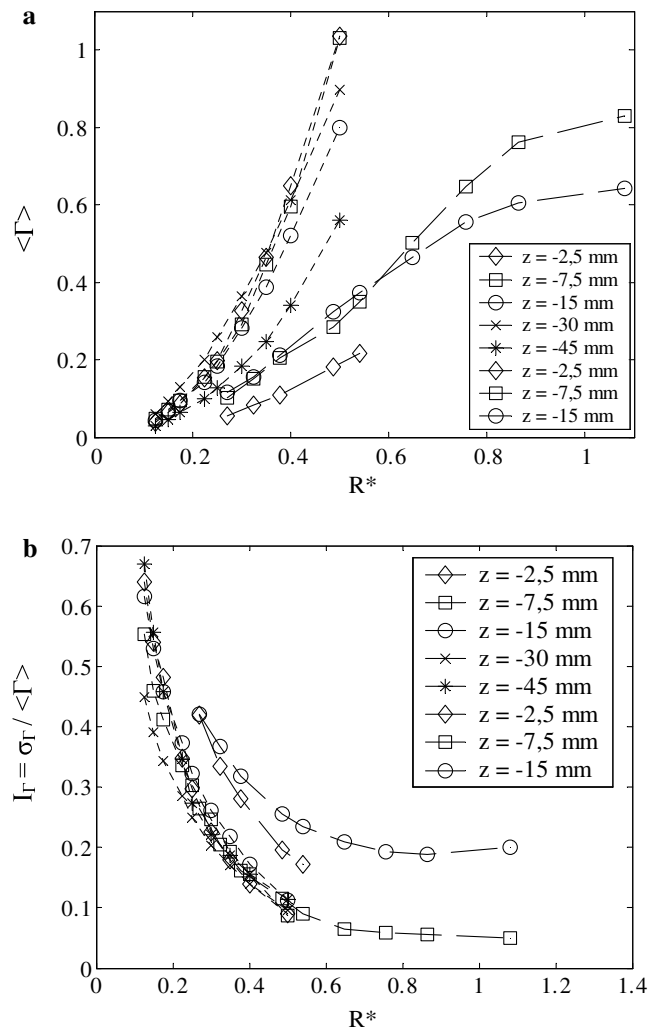 a
1
0.8
0.6
0.4
0.2
0
<Γ>
z = -2,5 mm
z = -7,5 mm
z = -15 mm
z = -30 mm
z = -45 mm
z = -2,5 mm
z = -7,5 mm
z = -15 mm
0 0.2 0.4 0.6 0.8 1
R*
b
0.7
0.6
0.5
0.4
0.3
0.2
0.1
0
I_Γ = σ_Γ / <Γ>
z = -2,5 mm
z = -7,5 mm
z = -15 mm
z = -30 mm
z = -45 mm
z = -2,5 mm
z = -7,5 mm
z = -15 mm
0 0.2 0.4 0.6 0.8 1 1.2 1.4
R*